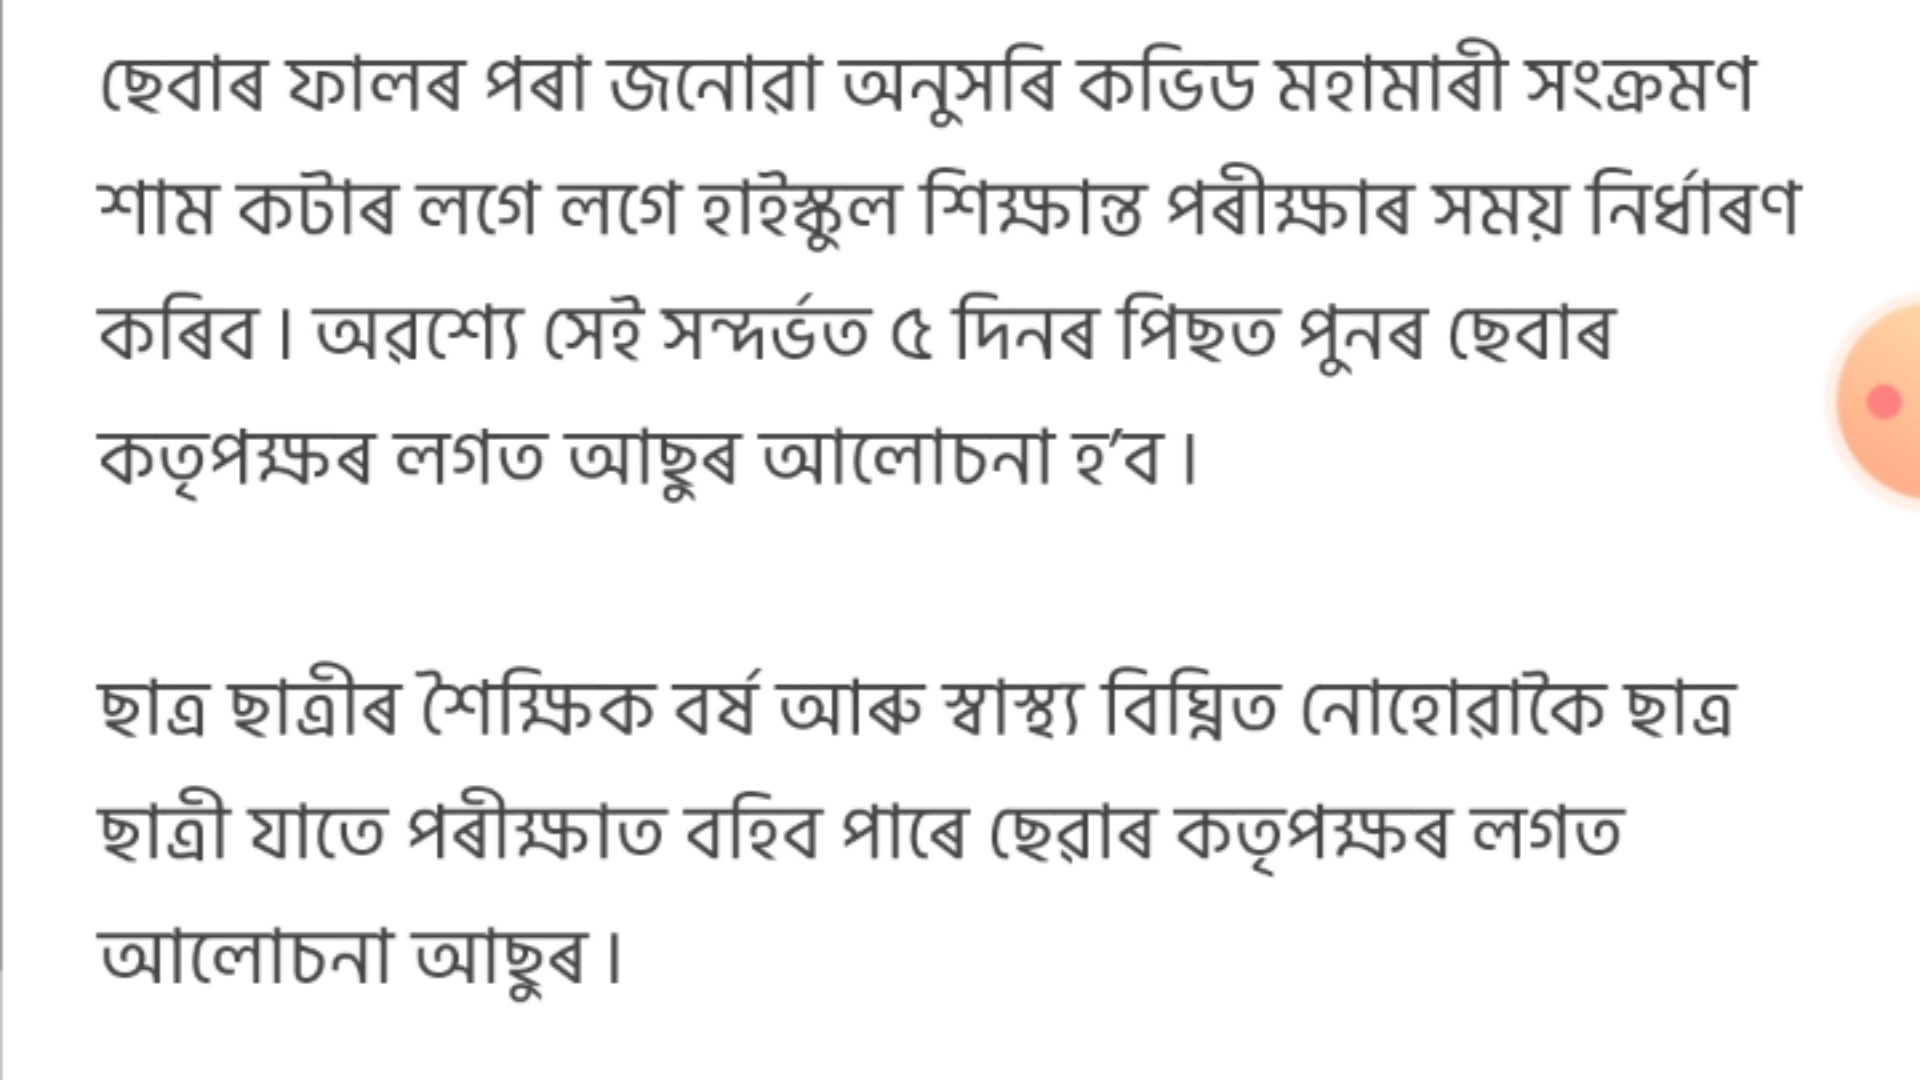 ছেবাৰ ফালৰ পৰা জনোৱা অনুসৰি কভিড মহামাৰী সংক্ৰমণ
শাম কটাৰ লগে লগে হাইস্কুল শিক্ষান্ত পৰীক্ষাৰ সময় নিৰ্ধাৰণ
কৰিব । অৱশ্যে সেই সন্দৰ্ভত ৫ দিনৰ পিছত পুনৰ ছেবাৰ
কতৃপক্ষৰ লগত আছুৰ আলোচনা হ’ব ।
ছাত্ৰ ছাত্ৰীৰ শৈক্ষিক বৰ্ষ আৰু স্বাস্থ্য বিঘ্নিত নোহোৱাকৈ ছাত্ৰ
ছাত্ৰী যাতে পৰীক্ষাত বহিব পাৰে ছেৱাৰ কতৃপক্ষৰ লগত
আলোচনা আছুৰ ।